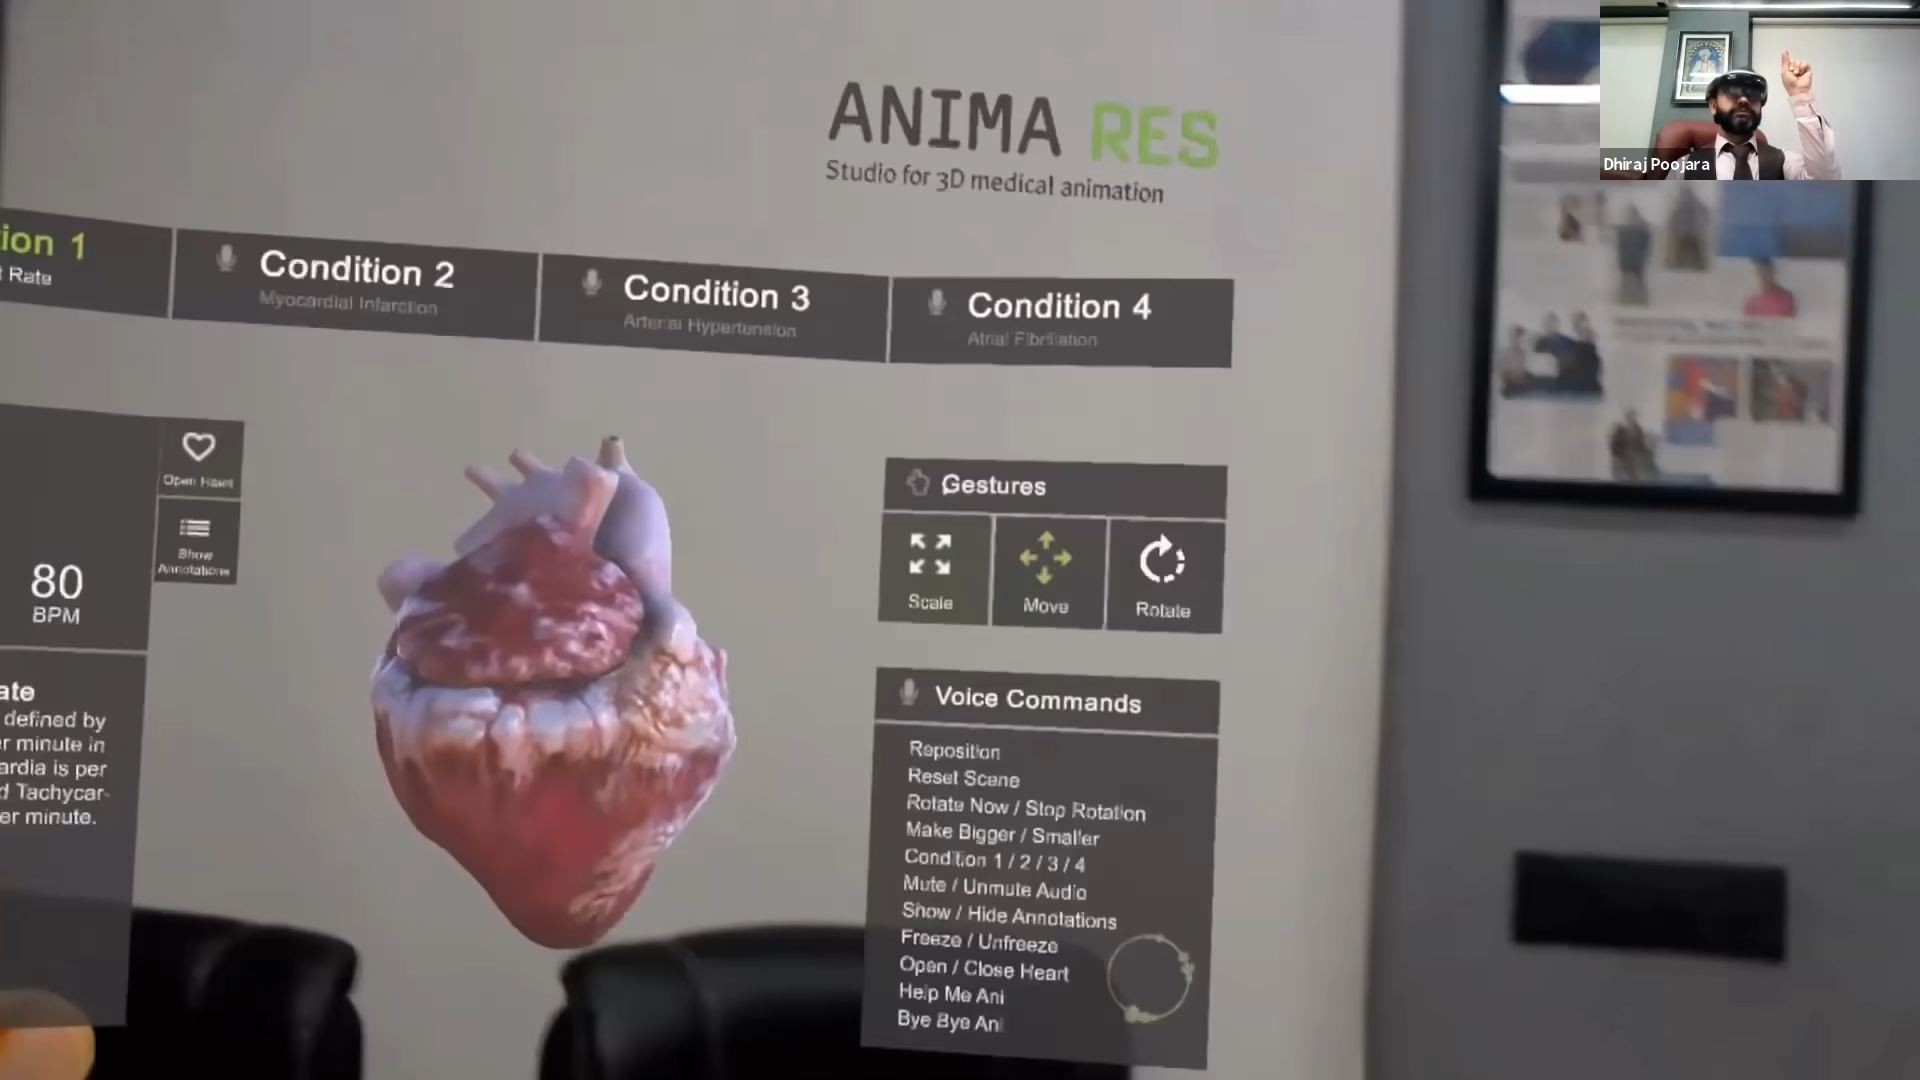 ANIMA RES
Studio for 3D medical animation
Dhiraj Poojara
ion 1
t Rate
Condition 2
Myocardial Infarction
Condition 3
Arterial Hypertension
Condition 4
Atrial Fibrillation
Open Heart
Show
Annotations
80
BPM
ate
defined by
r minute in
ardia is per
d Tachycar-
er minute.
Gestures
Scale
Move
Rotate
Voice Commands
Reposition
Reset Scene
Rotate Now / Stop Rotation
Make Bigger / Smaller
Condition 1 / 2 / 3 / 4
Mute / Unmute Audio
Show / Hide Annotations
Freeze / Unfreeze
Open / Close Heart
Help Me Ani
Bye Bye Ani